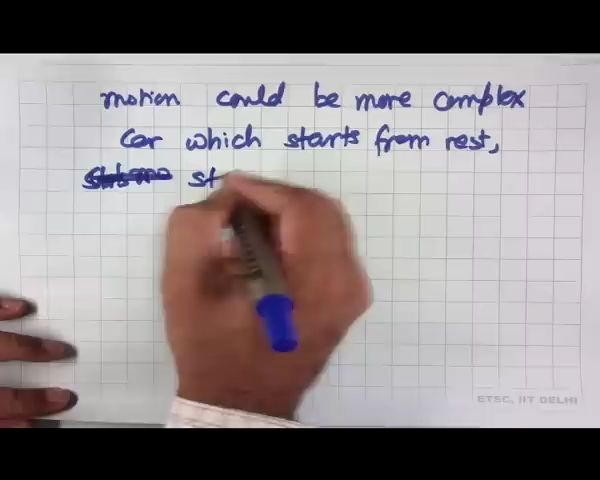 motion could be more complex
Car which starts from rest,
st
ETSC, IIT DELHI